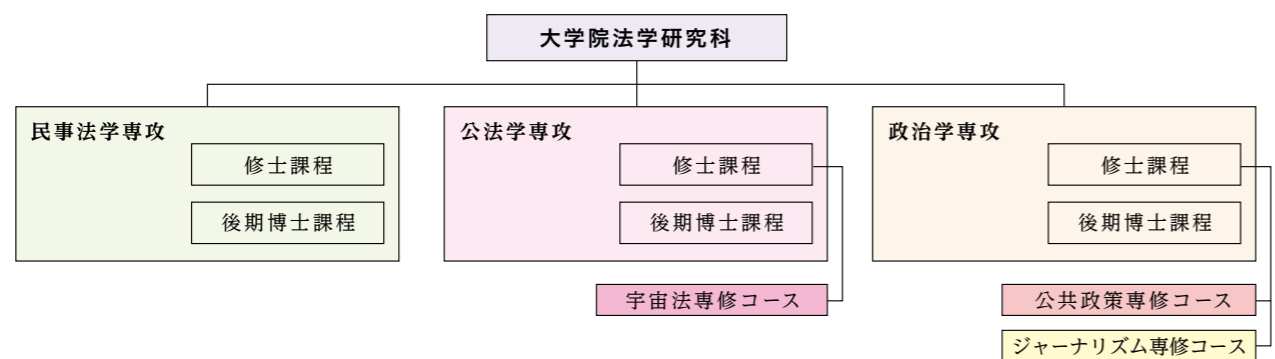 大学院法学研究科
民事法学専攻
修士課程
後期博士課程
公法学専攻
修士課程
後期博士課程
宇宙法専修コース
政治学専攻
修士課程
後期博士課程
公共政策専修コース
ジャーナリズム専修コース